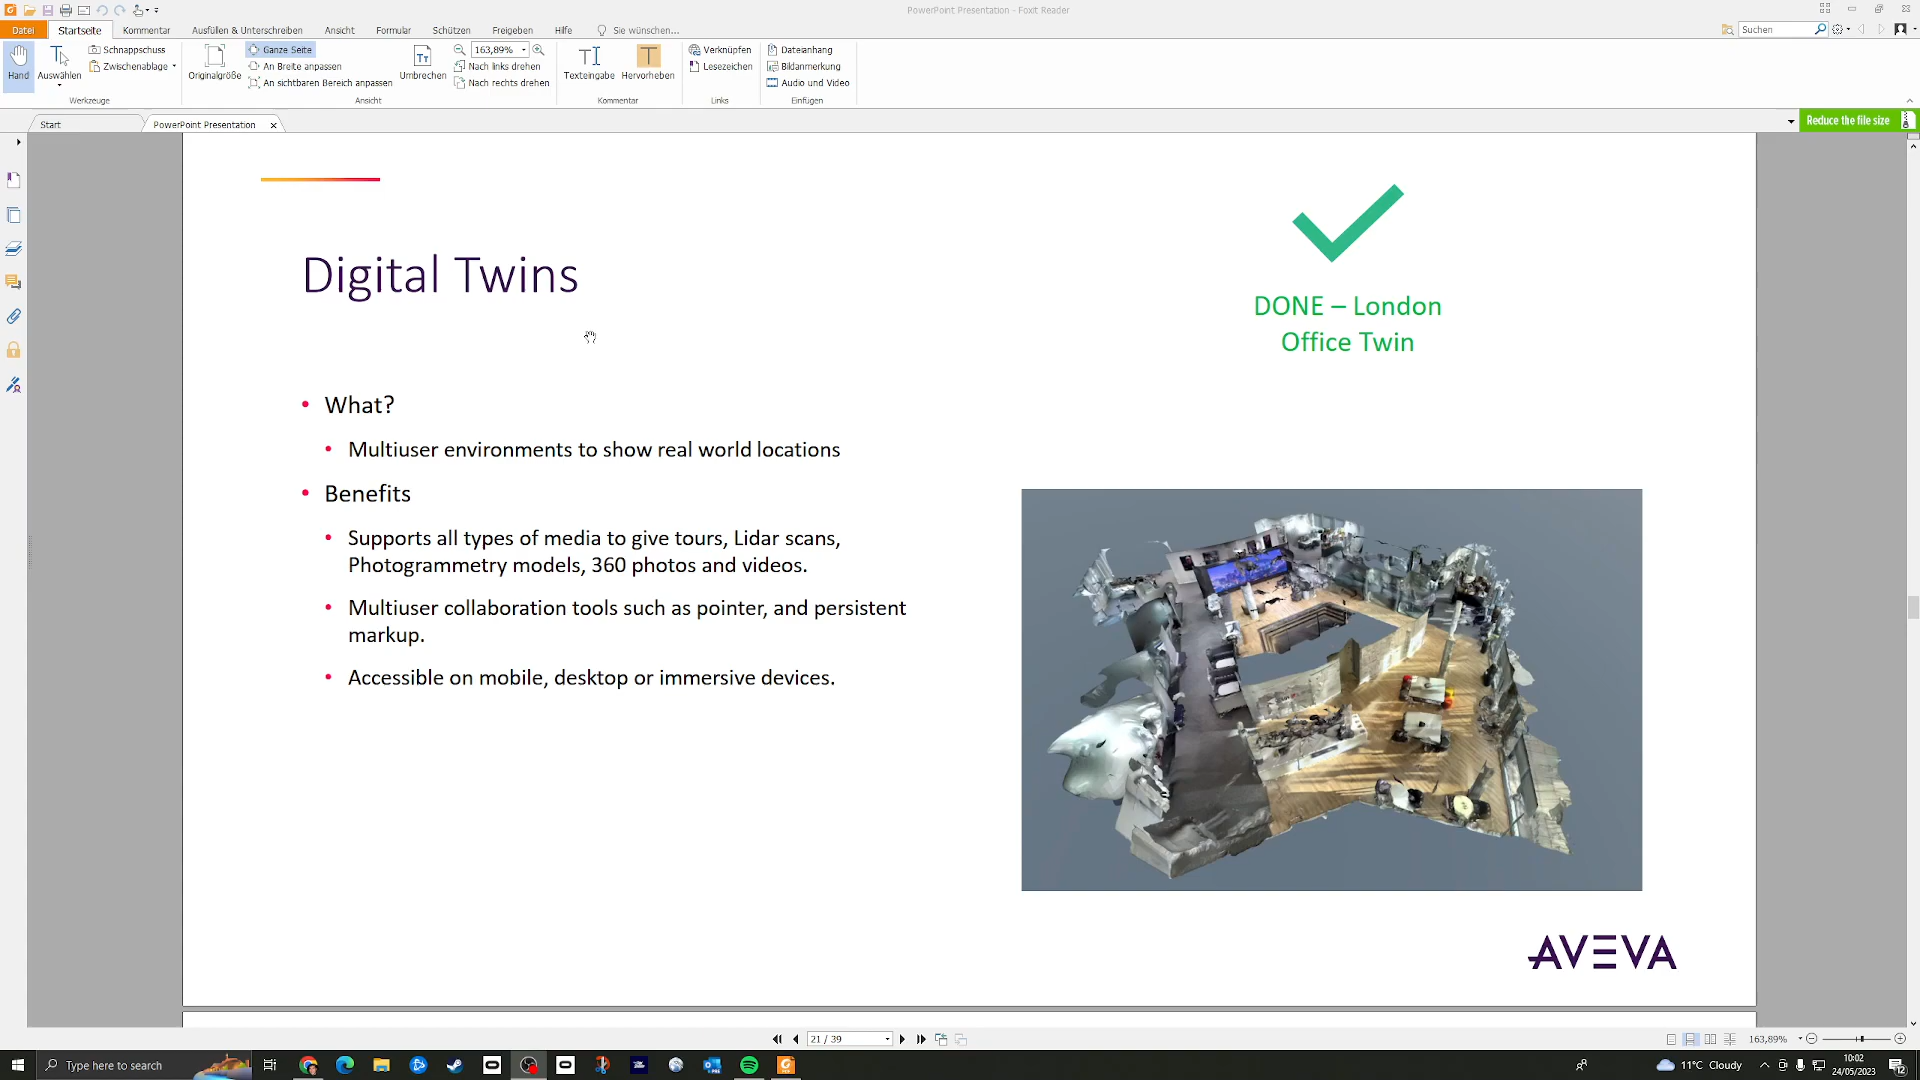 PowerPoint Presentation - Foxit Reader
Datei
Startseite
Kommentar
Ausfüllen & Unterschreiben
Ansicht
Formular
Schützen
Freigeben
Hilfe
Sie wünschen...
Suchen
Hand
Auswählen
Schnappschuss
Zwischenablage
Werkzeuge
Originalgröße
Ganze Seite
An Breite anpassen
An sichtbaren Bereich anpassen
Umbrechen
163,89%
Nach links drehen
Nach rechts drehen
Ansicht
Texteingabe
Hervorheben
Kommentar
Verknüpfen
Lesezeichen
Links
Dateianhang
Bildanmerkung
Audio und Video
Einfügen
Start
PowerPoint Presentation
Reduce the file size
Digital Twins
DONE – London
Office Twin
• What?
• Multiuser environments to show real world locations
• Benefits
• Supports all types of media to give tours, Lidar scans,
Photogrammetry models, 360 photos and videos.
• Multiuser collaboration tools such as pointer, and persistent
markup.
• Accessible on mobile, desktop or immersive devices.
AVEVA
21 / 39
163,89%
Type here to search
11°C Cloudy
10:02
24/05/2023